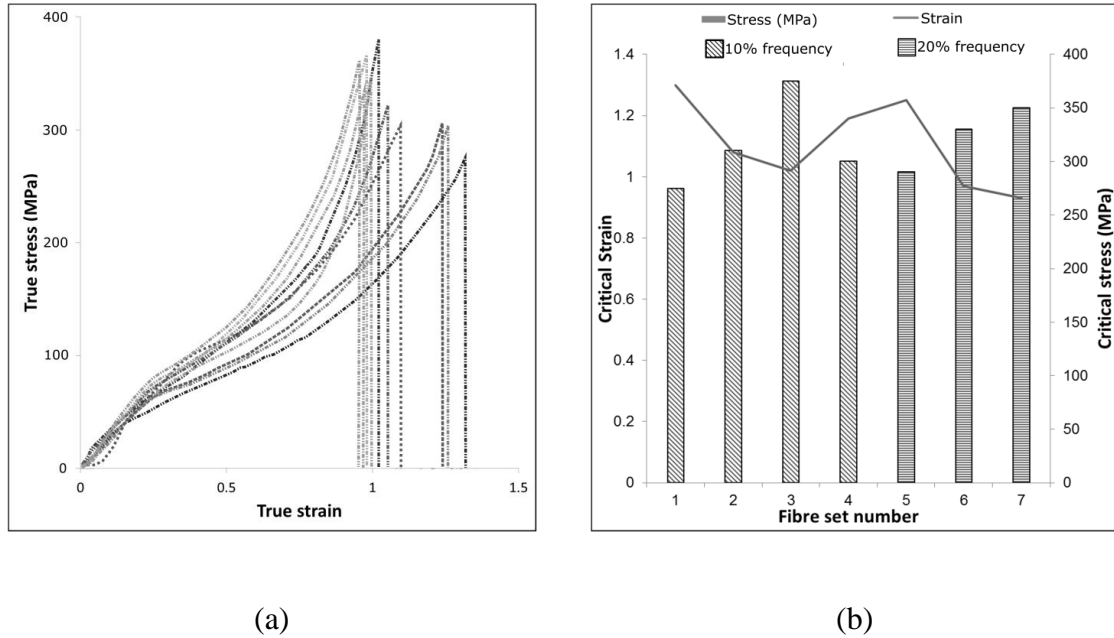 400
300
200
100
0
True stress (MPa)
0 0.5 1 1.5
True strain
(a)
Stress (MPa) Strain
10% frequency 20% frequency
1.4
1.2
1
0.8
0.6
0.4
0.2
0
Critical Strain
400
350
300
250
200
150
100
50
0
Critical stress (MPa)
1 2 3 4 5 6 7
Fibre set number
(b)